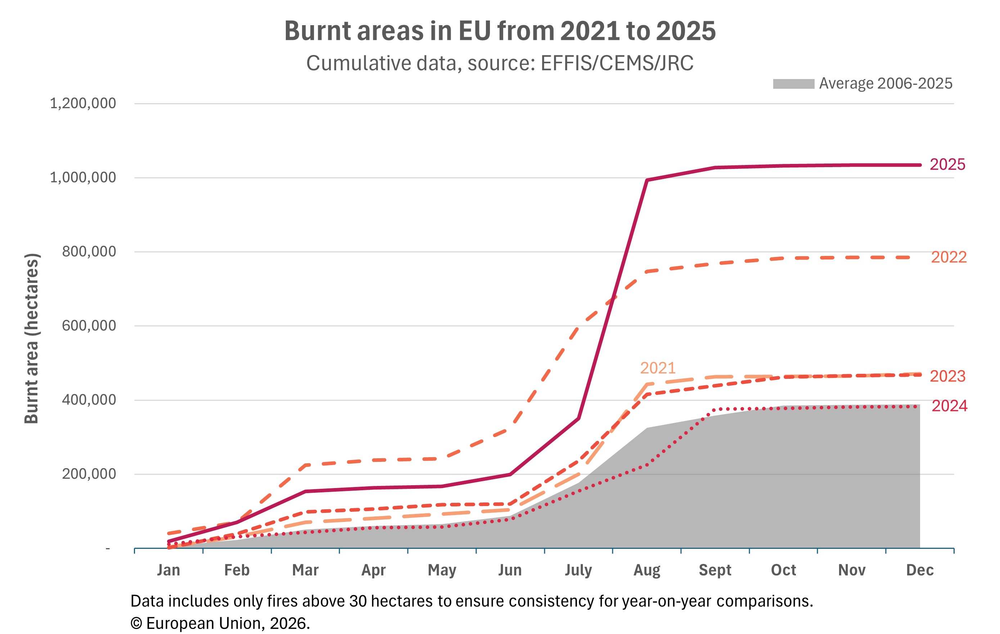 Burnt areas in EU from 2021 to 2025
Cumulative data, source: EFFIS/CEMS/JRC
Average 2006-2025
1,200,000
1,000,000
800,000
600,000
400,000
200,000
-
Burnt area (hectares)
2025
2022
2021
2023
2024
Jan Feb Mar Apr May Jun July Aug Sept Oct Nov Dec
Data includes only fires above 30 hectares to ensure consistency for year-on-year comparisons.
© European Union, 2026.